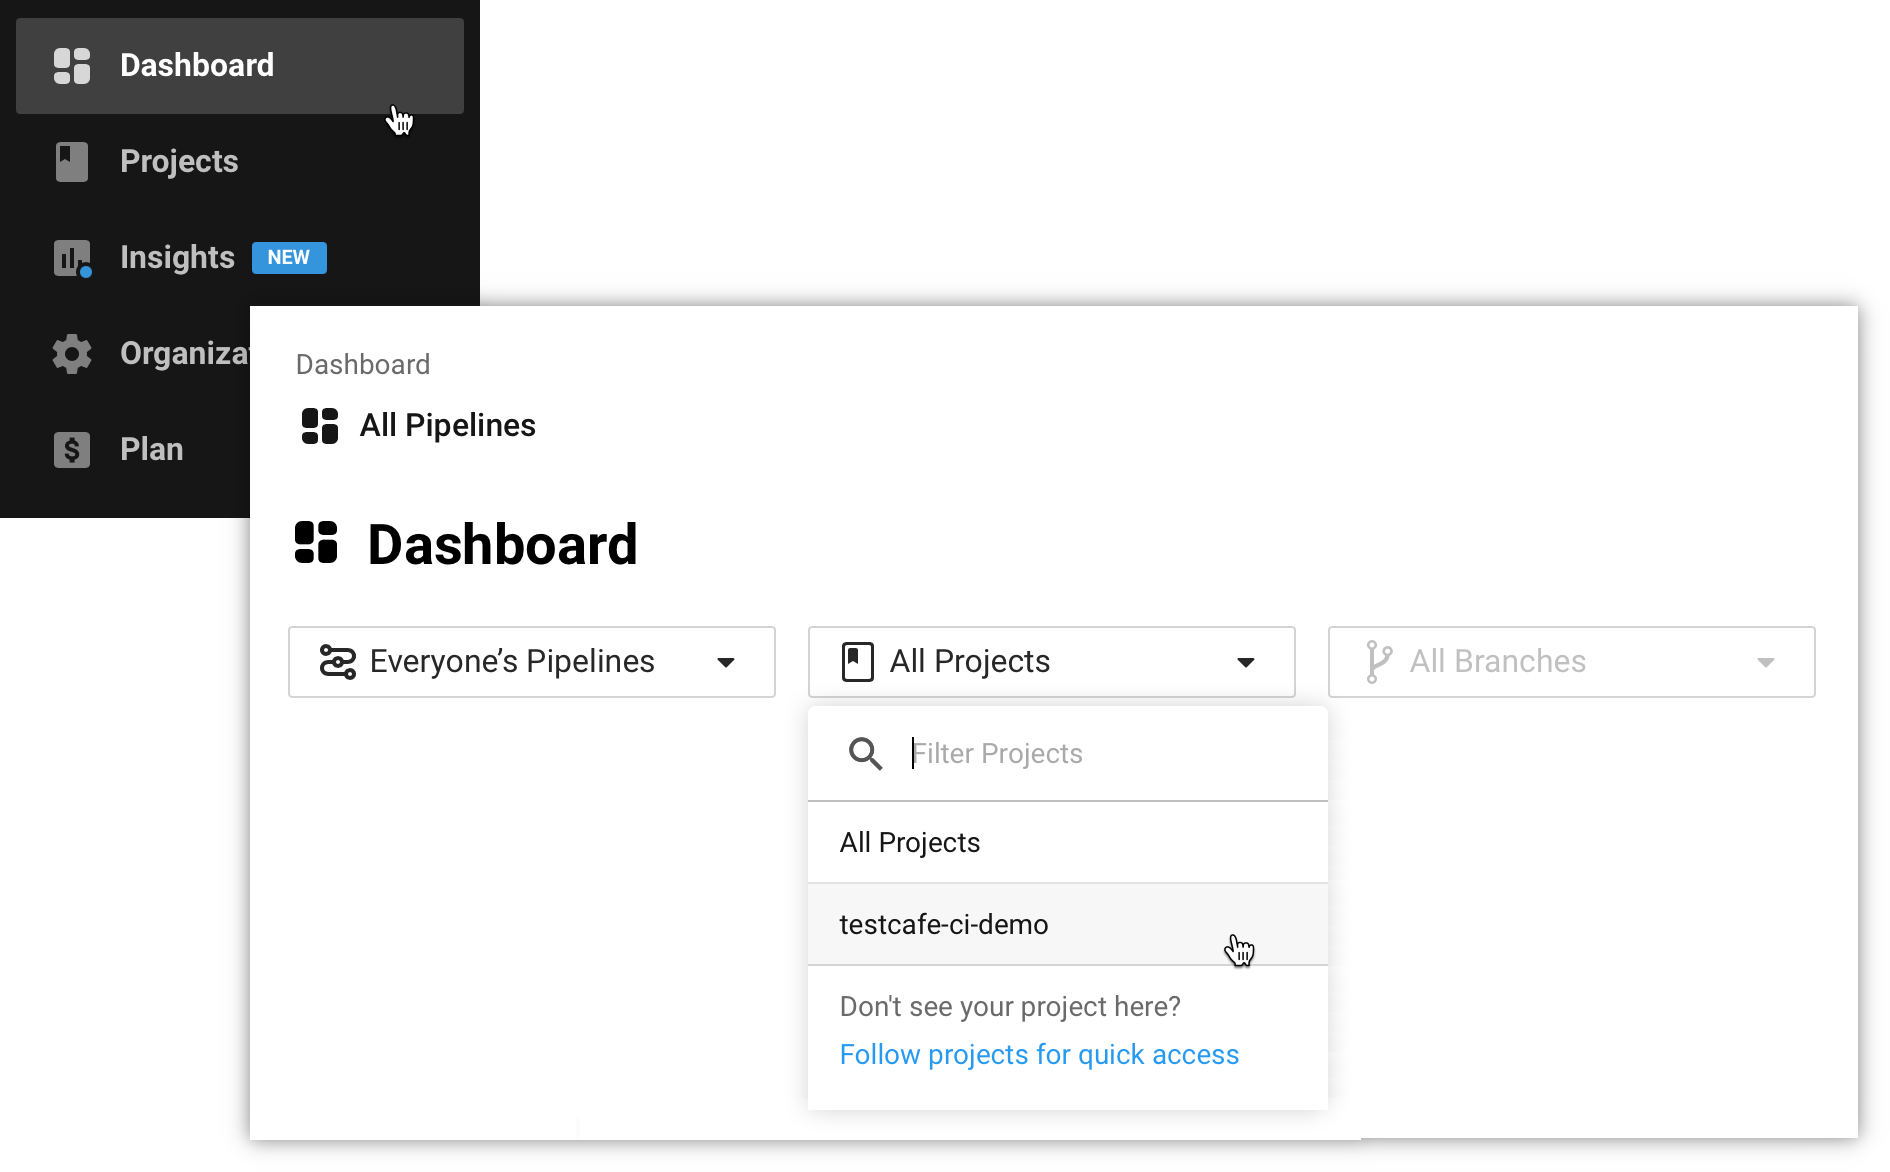 Dashboard
Projects
Insights NEW
Organizat
Plan
Dashboard
All Pipelines
Dashboard
Everyone’s Pipelines
All Projects
All Branches
Filter Projects
All Projects
testcafe-ci-demo
Don't see your project here?
Follow projects for quick access